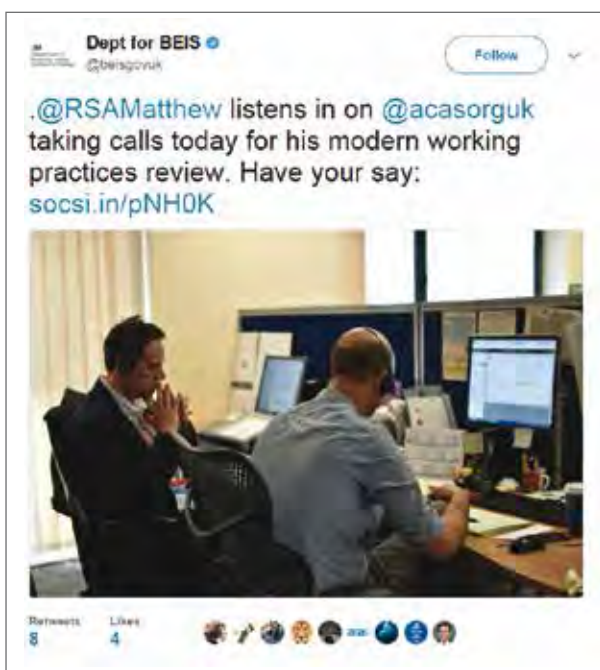 Dept for BEIS
@beisgovuk
Follow
.@RSAMatthew listens in on @acasorguk
taking calls today for his modern working
practices review. Have your say:
socsi.in/pNH0K
Retweets
Likes
8
4